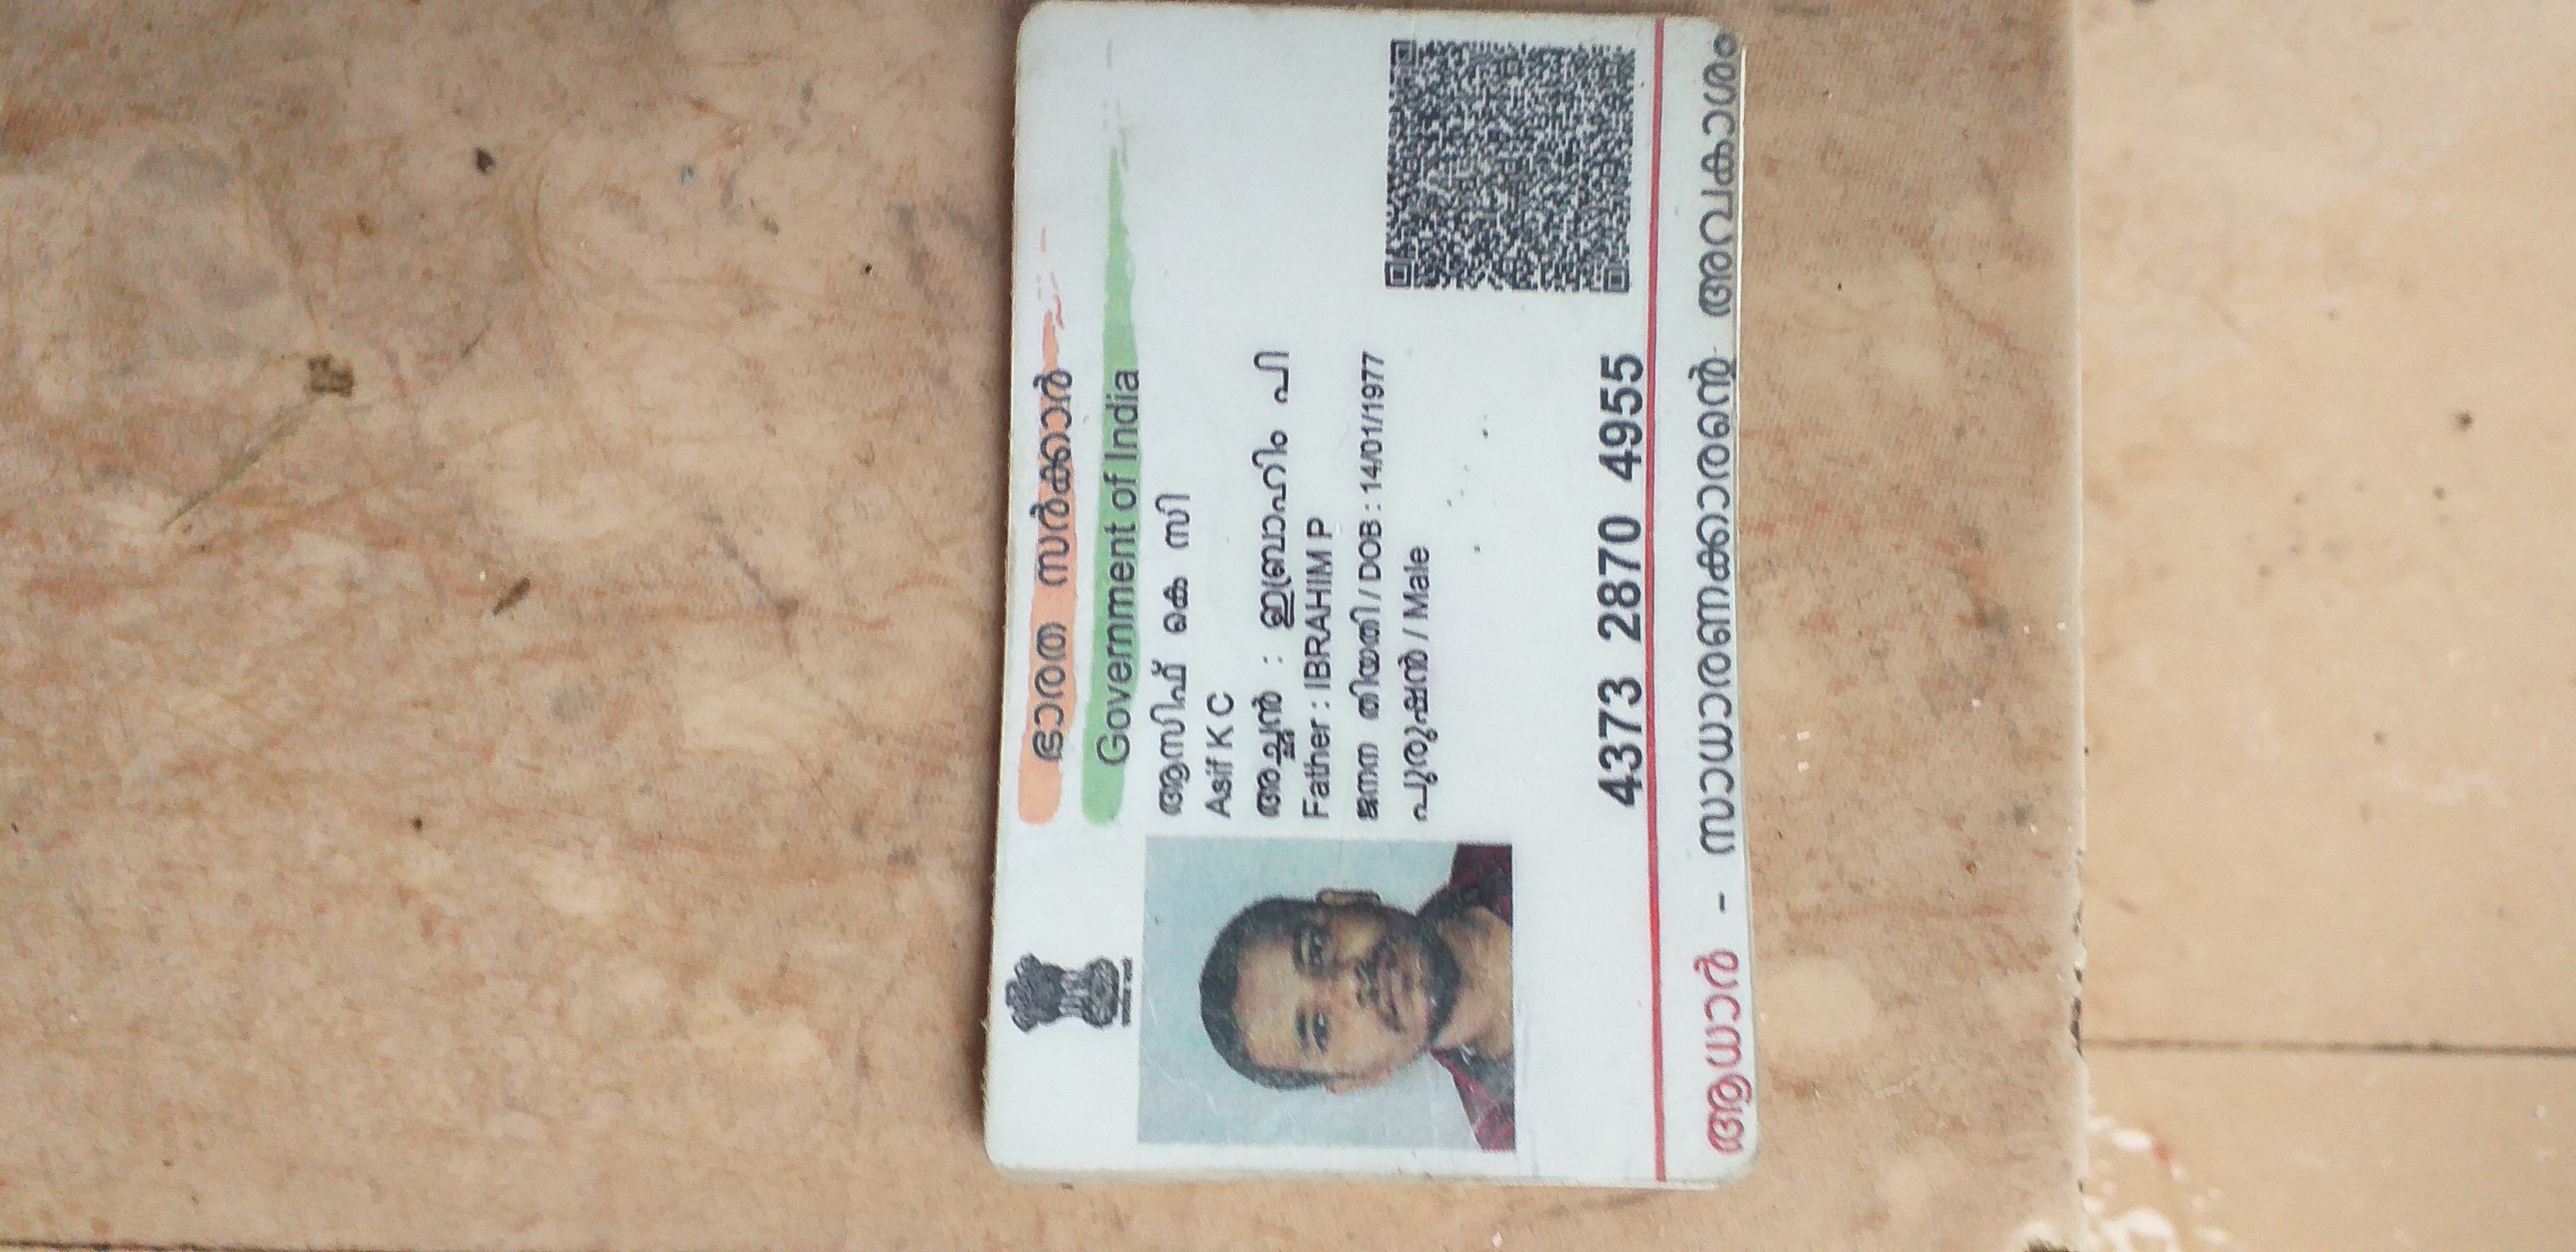 ഭാരത സർക്കാർ
Government of India
ആസിഫ് കെ സി
Asif K C
അച്ഛൻ : ഇബ്രാഹിം പി
Father : IBRAHIM P
ജനന തിയതി / DOB : 14/01/1977
പുരുഷൻ / Male
4373 2870 4955
ആധാർ - സാധാരണക്കാരന്റെ അവകാശം